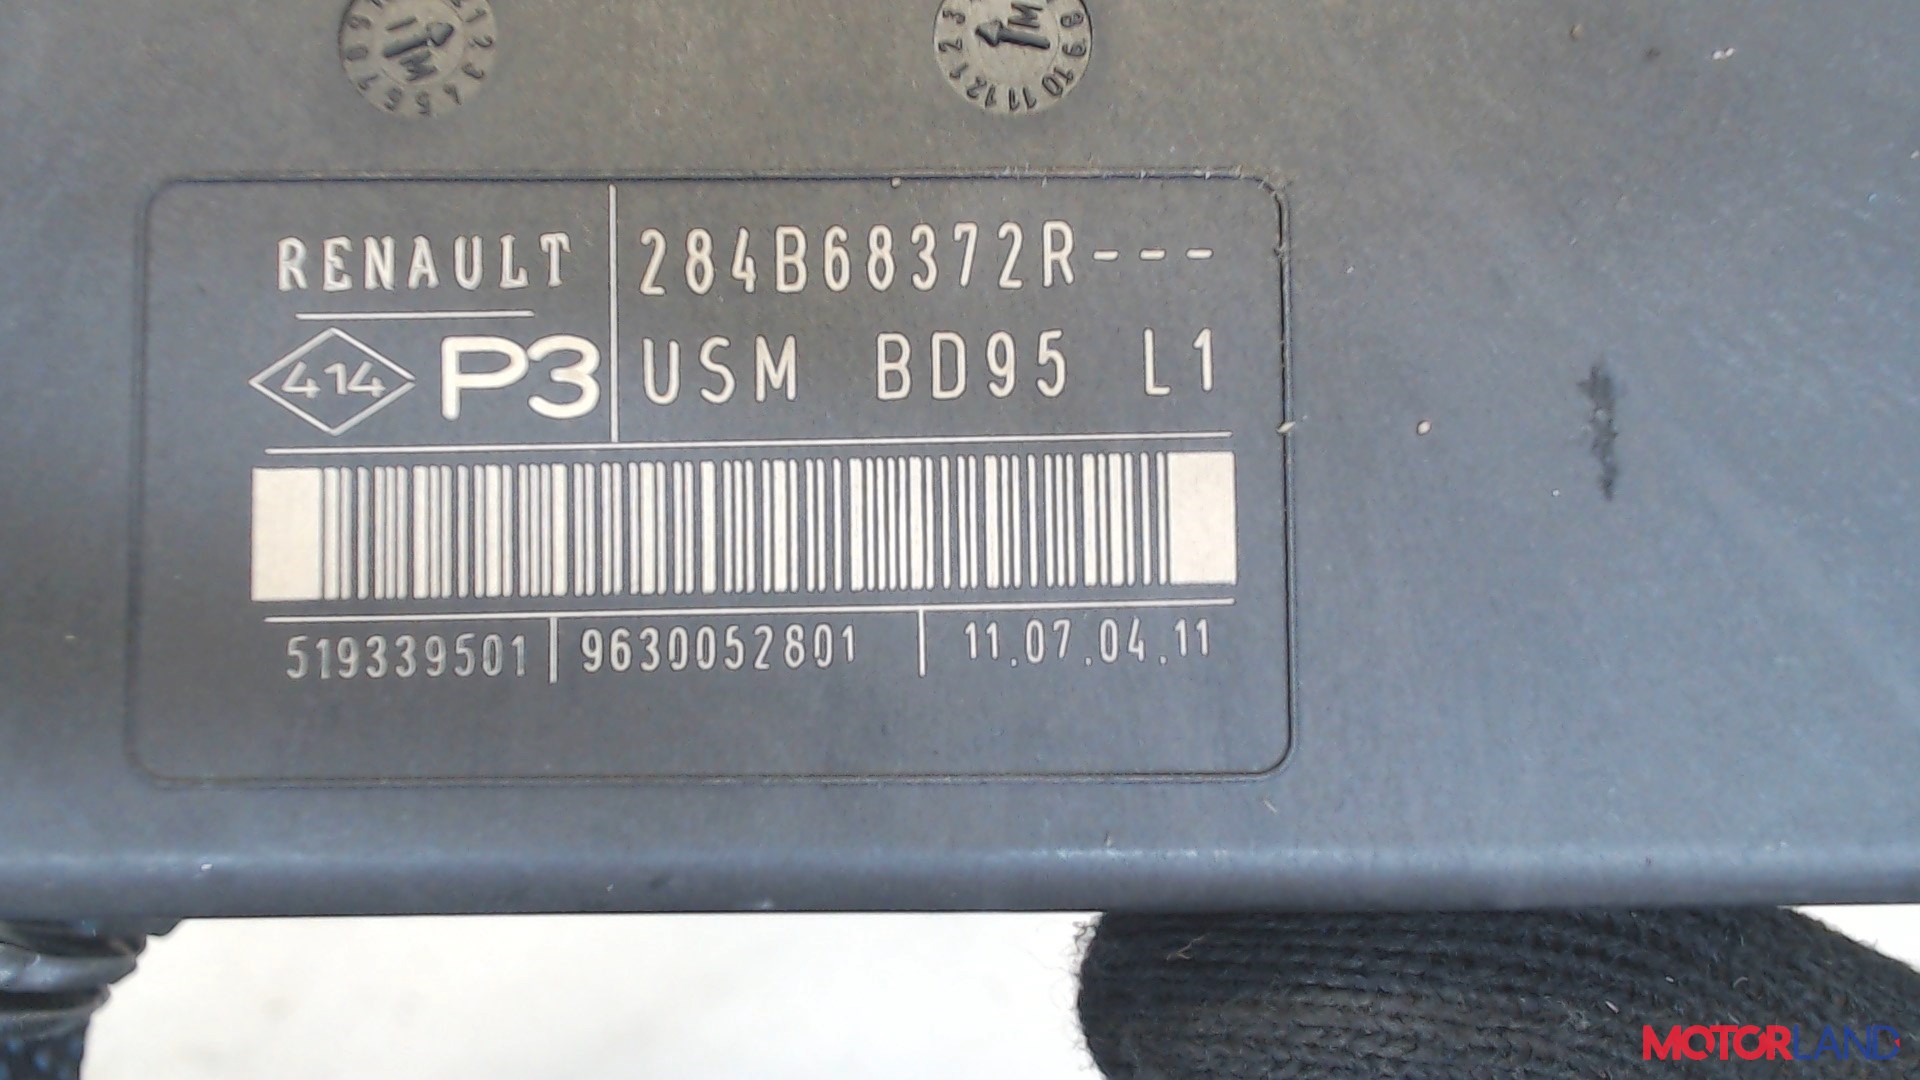 RENAULT
284B68372R---
414
P3
USM BD95 L1
519339501
9630052801
11.07.04.11
MOTORLAND